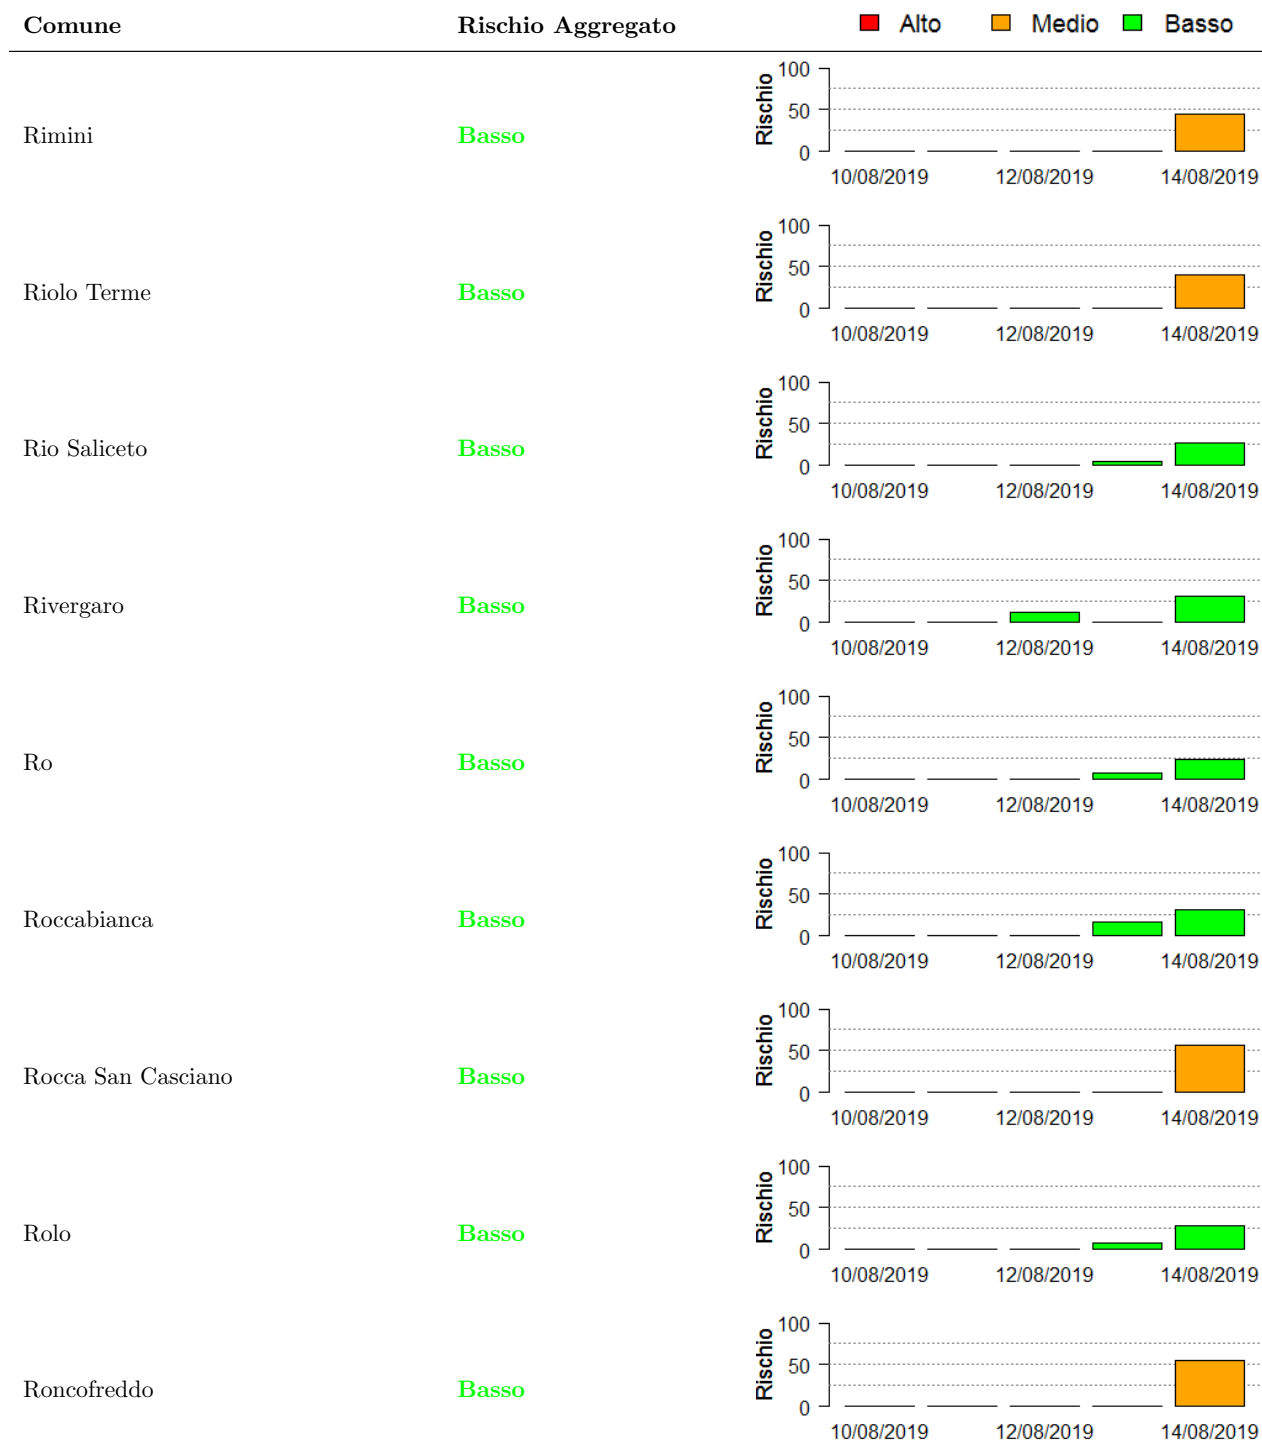 Comune Rischio Aggregato Alto Medio Basso
Rimini Basso
Rischio
100
50
0
10/08/2019 12/08/2019 14/08/2019
Riolo Terme Basso
Rischio
100
50
0
10/08/2019 12/08/2019 14/08/2019
Rio Saliceto Basso
Rischio
100
50
0
10/08/2019 12/08/2019 14/08/2019
Rivergaro Basso
Rischio
100
50
0
10/08/2019 12/08/2019 14/08/2019
Ro Basso
Rischio
100
50
0
10/08/2019 12/08/2019 14/08/2019
Roccabianca Basso
Rischio
100
50
0
10/08/2019 12/08/2019 14/08/2019
Rocca San Casciano Basso
Rischio
100
50
0
10/08/2019 12/08/2019 14/08/2019
Rolo Basso
Rischio
100
50
0
10/08/2019 12/08/2019 14/08/2019
Roncofreddo Basso
Rischio
100
50
0
10/08/2019 12/08/2019 14/08/2019